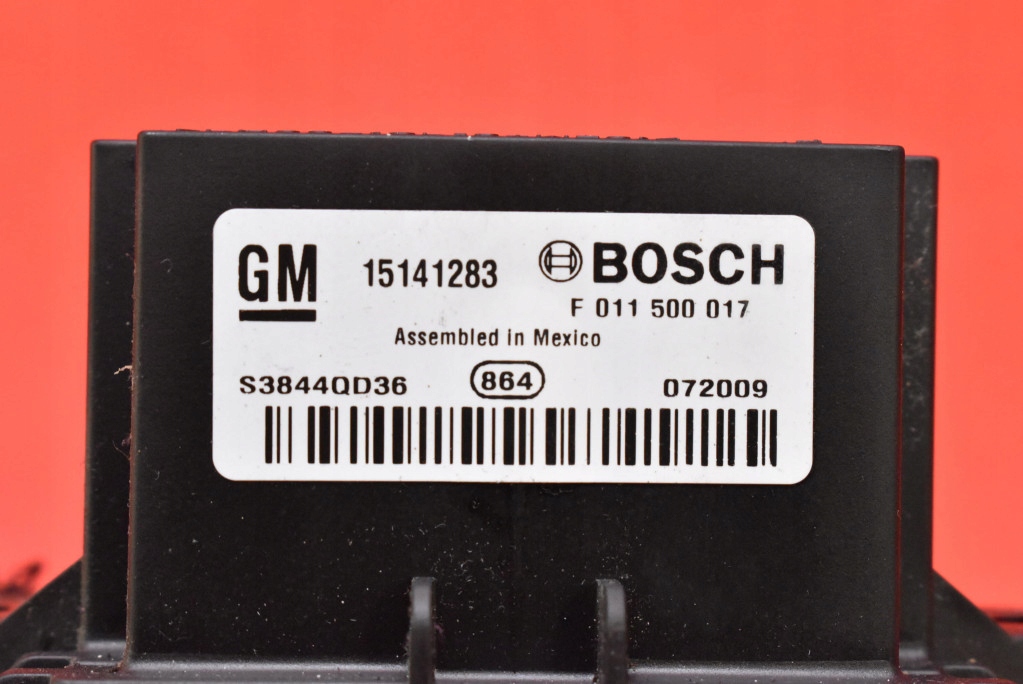 GM 15141283 BOSCH
F 011 500 017
Assembled in Mexico
S3844QD36 864 072009